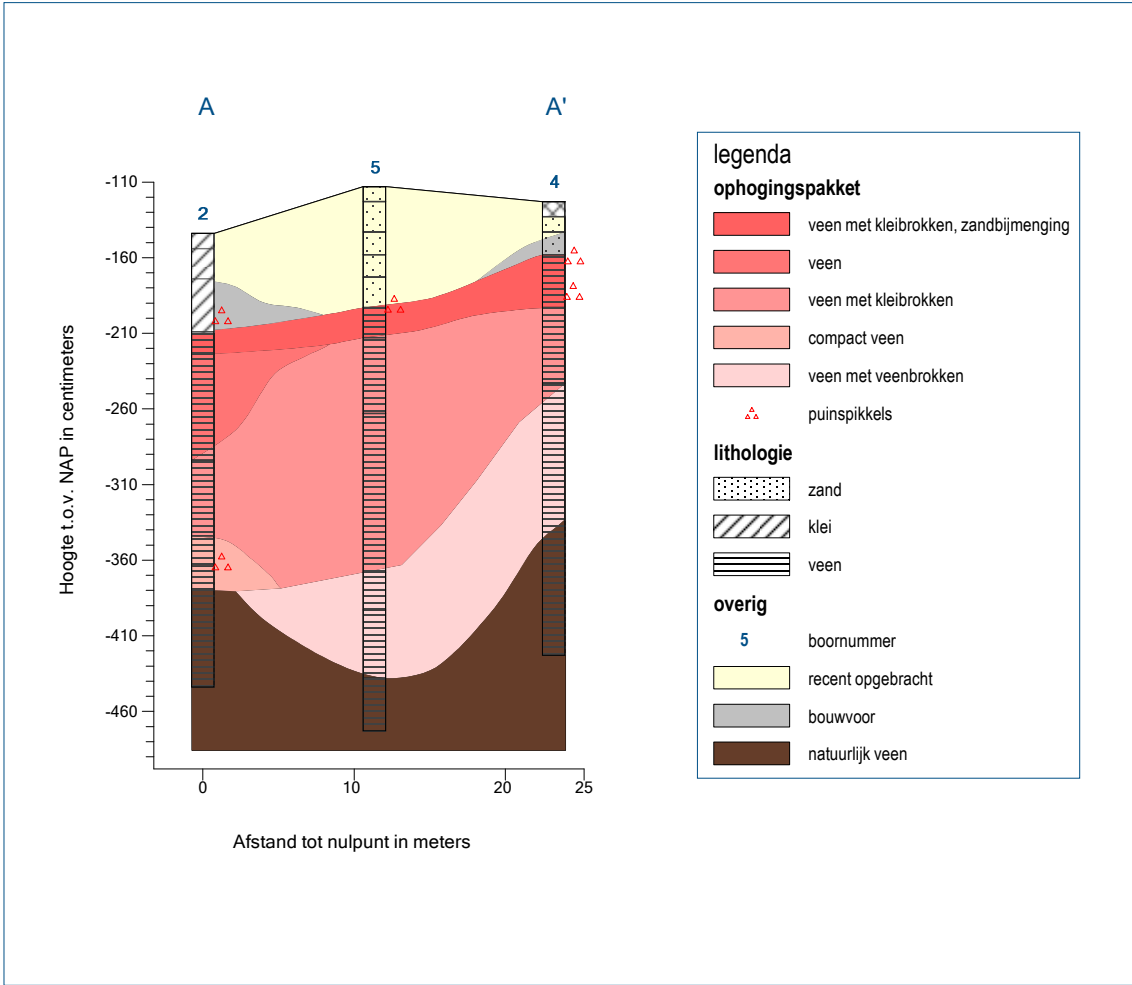 A
A'
5
4
2
-110
-160
-210
-260
-310
-360
-410
-460
Hoogte t.o.v. NAP in centimeters
0
10
20
25
Afstand tot nulpunt in meters
legenda
ophogingspakket
veen met kleibrokken, zandbijmenging
veen
veen met kleibrokken
compact veen
veen met veenbrokken
puinspikkels
lithologie
zand
klei
veen
overig
5 boornummer
recent opgebracht
bouwvoor
natuurlijk veen